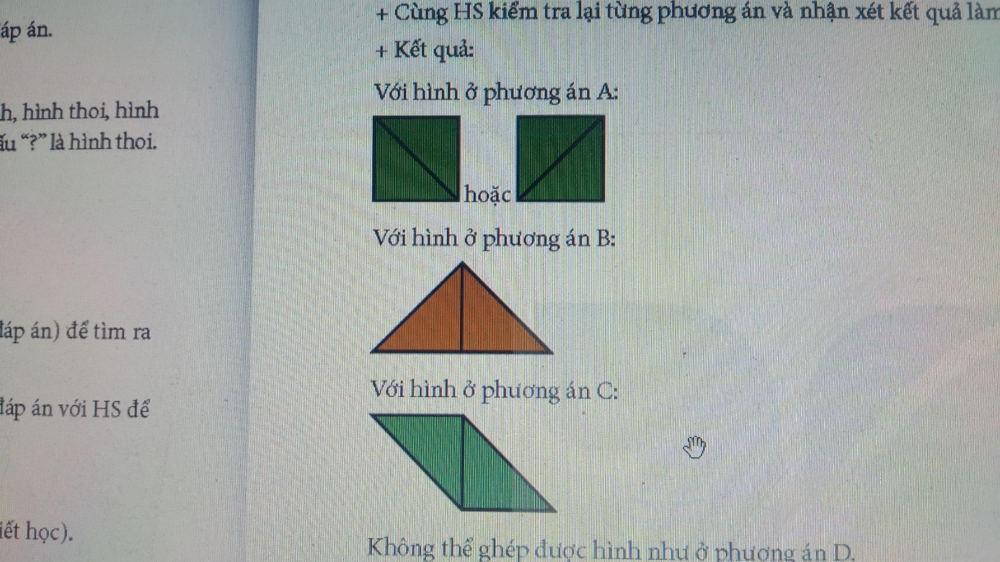 áp án.
h, hình thoi, hình
ấu “?” là hình thoi.
đáp án) để tìm ra
đáp án với HS để
iết học).
+ Cùng HS kiểm tra lại từng phương án và nhận xét kết quả làm
+ Kết quả:
Với hình ở phương án A:
hoặc
Với hình ở phương án B:
Với hình ở phương án C:
Không thể ghép được hình như ở phương án D.